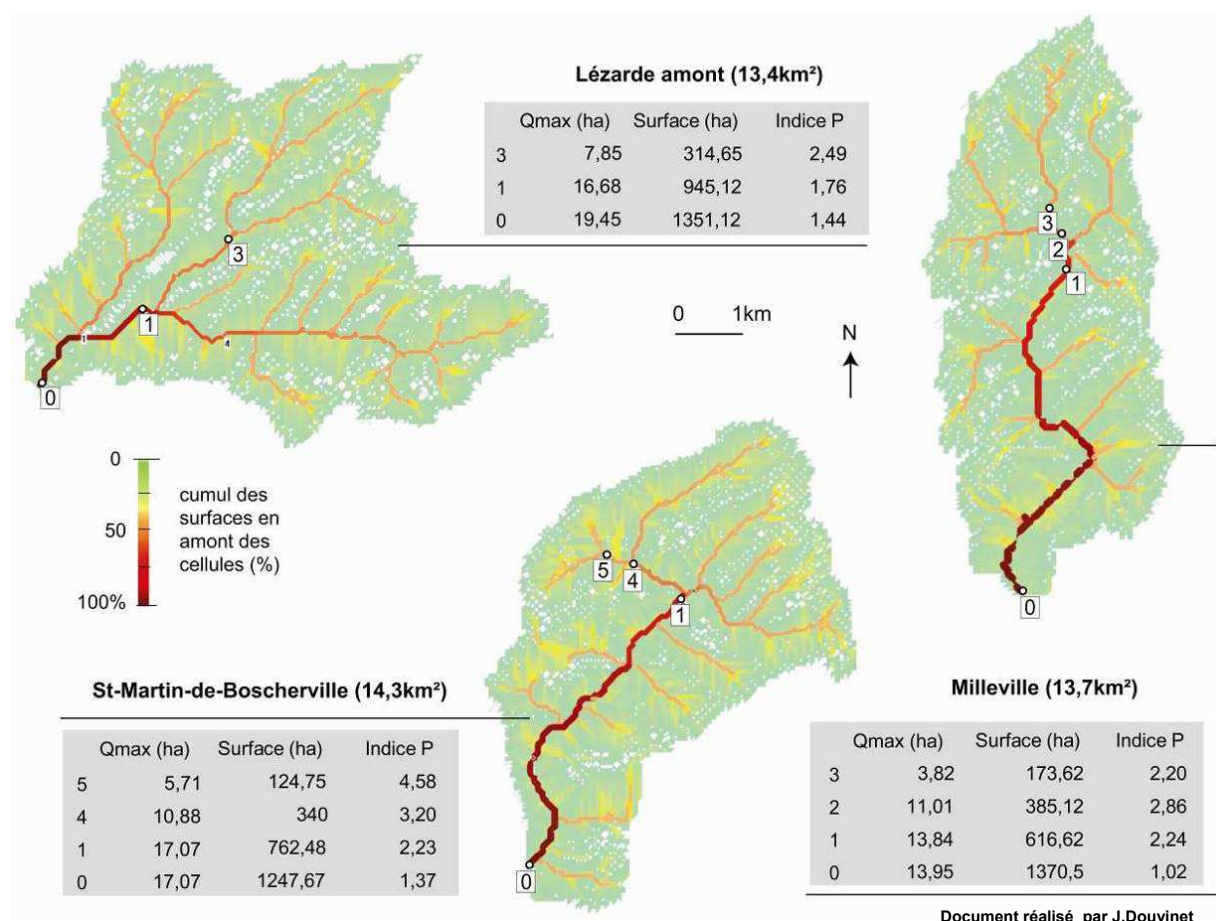 Lézarde amont (13,4km²)
Qmax (ha) Surface (ha) Indice P
3 7,85 314,65 2,49
1 16,68 945,12 1,76
0 19,45 1351,12 1,44
3
1
0
0 1km
N
3
2
1
0
0
50
100%
cumul des
surfaces en
amont des
cellules (%)
5
4
1
0
St-Martin-de-Boscherville (14,3km²)
Qmax (ha) Surface (ha) Indice P
5 5,71 124,75 4,58
4 10,88 340 3,20
1 17,07 762,48 2,23
0 17,07 1247,67 1,37
Milleville (13,7km²)
Qmax (ha) Surface (ha) Indice P
3 3,82 173,62 2,20
2 11,01 385,12 2,86
1 13,84 616,62 2,24
0 13,95 1370,5 1,02
Document réalisé par J.Douvinet